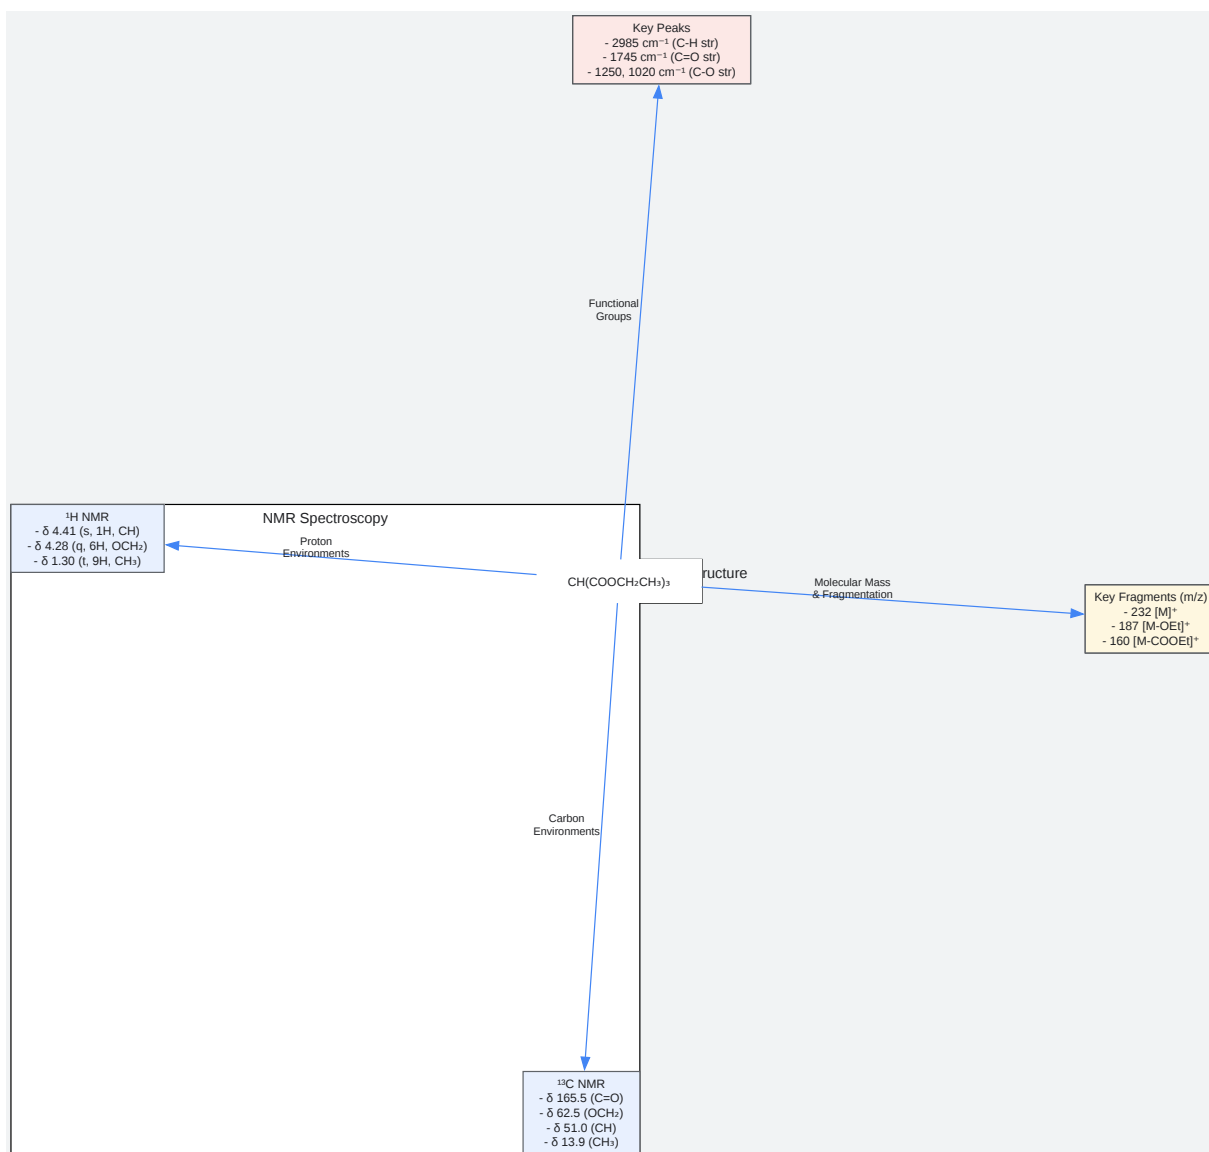 Key Peaks
- 2985 cm⁻¹ (C-H str)
- 1745 cm⁻¹ (C=O str)
- 1250, 1020 cm⁻¹ (C-O str)
Functional
Groups
¹H NMR
- δ 4.41 (s, 1H, CH)
- δ 4.28 (q, 6H, OCH₂)
- δ 1.30 (t, 9H, CH₃)
NMR Spectroscopy
Proton
Environments
CH(COOCH₂CH₃)₃
ructure
Molecular Mass
& Fragmentation
Key Fragments (m/z)
- 232 [M]⁺
- 187 [M-OEt]⁺
- 160 [M-COOEt]⁺
Carbon
Environments
¹³C NMR
- δ 165.5 (C=O)
- δ 62.5 (OCH₂)
- δ 51.0 (CH)
- δ 13.9 (CH₃)